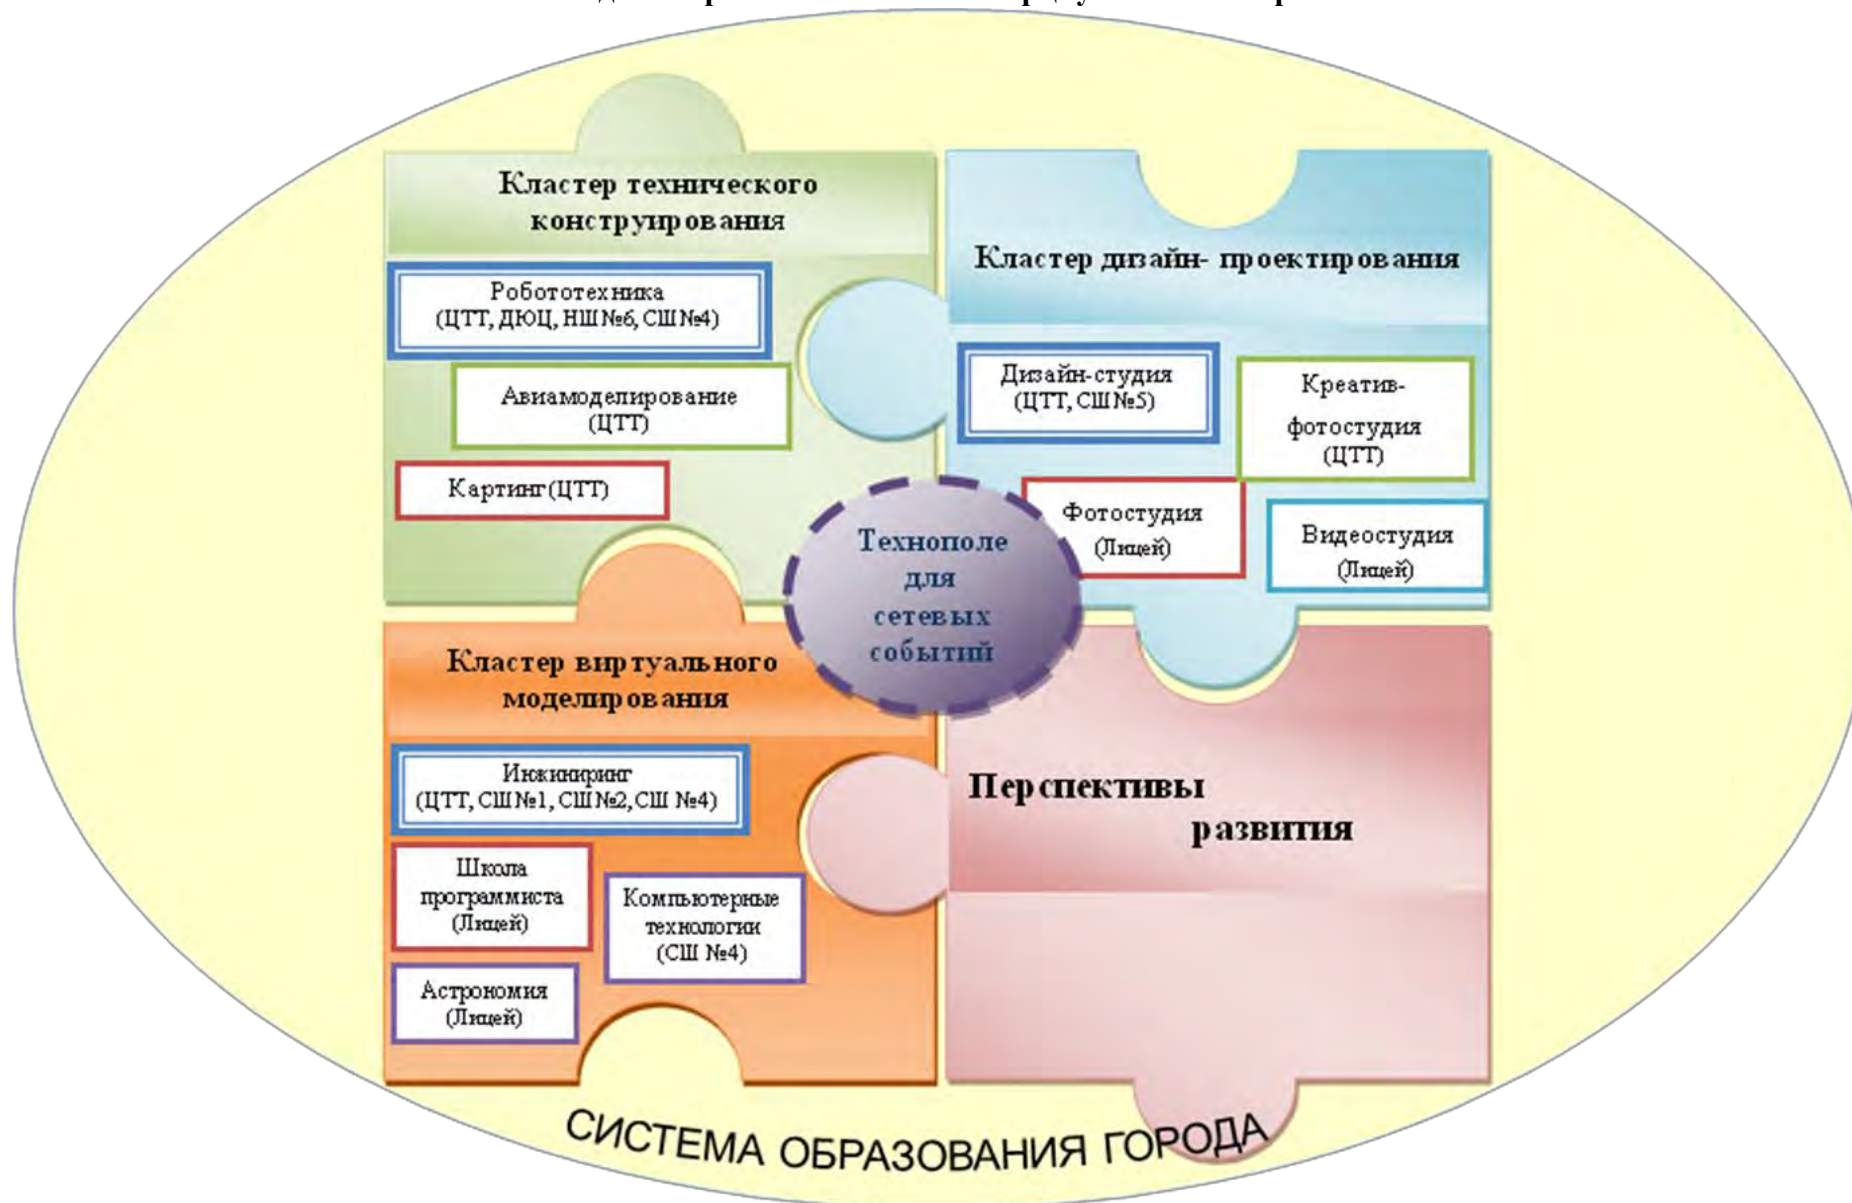 Кластер технического
конструирования
Робототехника
(ЦТТ, ДЮЦ, НШ №6, СШ №4)
Авиамоделирование
(ЦТТ)
Картинг (ЦТТ)
Кластер дизайн- проектирования
Дизайн-студия
(ЦТТ, СШ №5)
Креатив-
фотостудия
(ЦТТ)
Фотостудия
(Лицей)
Видеостудия
(Лицей)
Технополе
для
сетевых
событий
Кластер виртуального
моделирования
Инжиниринг
(ЦТТ, СШ №1, СШ №2, СШ №4)
Школа
программиста
(Лицей)
Компьютерные
технологии
(СШ №4)
Астрономия
(Лицей)
Перспективы
развития
СИСТЕМА ОБРАЗОВАНИЯ ГОРОДА